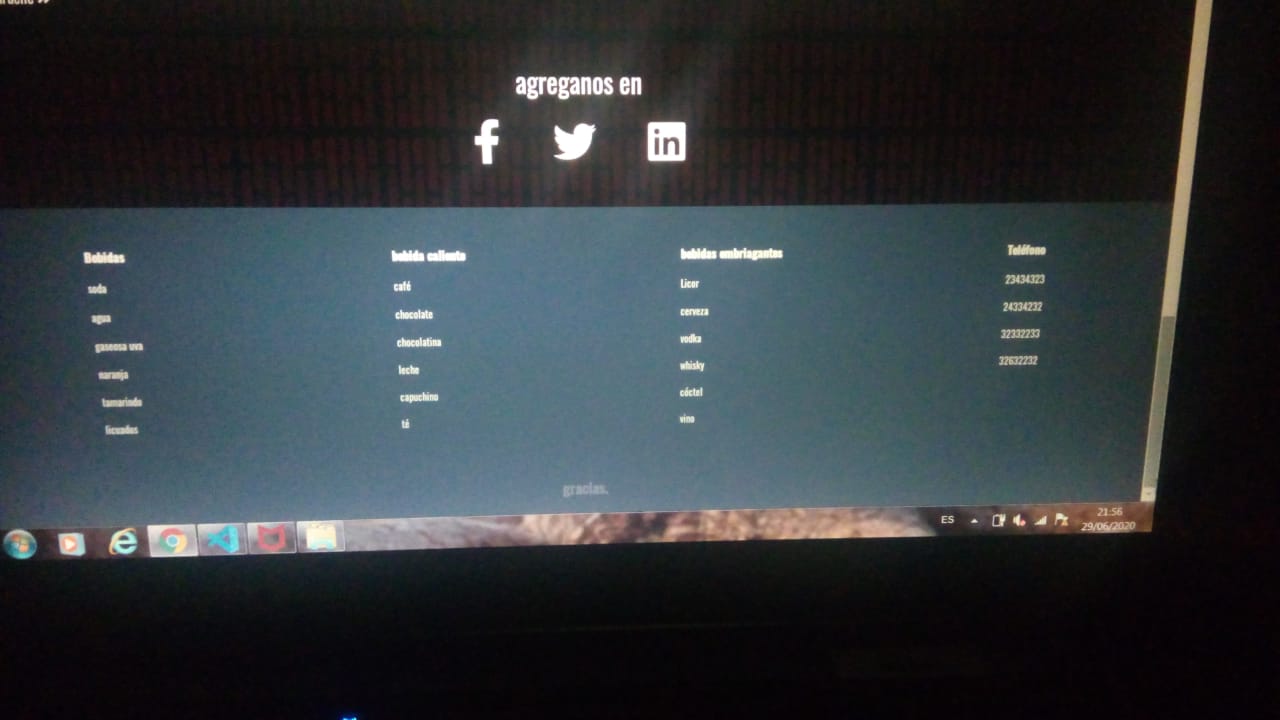 agreganos en
in
Bebidas
soda
agua
gaseosa uva
naranja
tamarindo
licuados
bebida caliente
café
chocolate
chocolatina
leche
capuchino
té
bebidas embriagantes
Licor
cerveza
vodka
whisky
cóctel
vino
Teléfono
23434323
24334232
32332233
32632232
gracias.
ES
21:56
29/06/2020